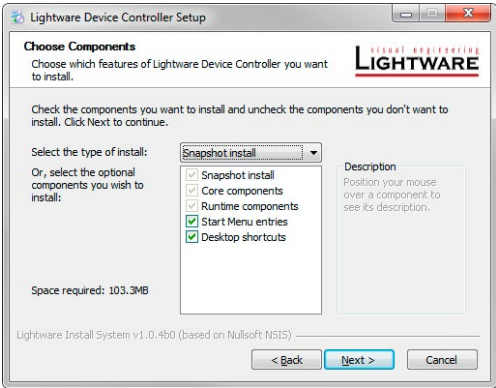 Lightware Device Controller Setup
Choose Components
Choose which features of Lightware Device Controller you want
to install.
visual engineering
LIGHTWARE
Check the components you want to install and uncheck the components you don't want to
install. Click Next to continue.
Select the type of install:
Snapshot install
Or, select the optional
components you wish to
install:
Snapshot install
Core components
Runtime components
Start Menu entries
Desktop shortcuts
Description
Position your mouse
over a component to
see its description.
Space required: 103.3MB
Lightware Install System v1.0.4b0 (based on Nullsoft NSIS)
< Back
Next >
Cancel